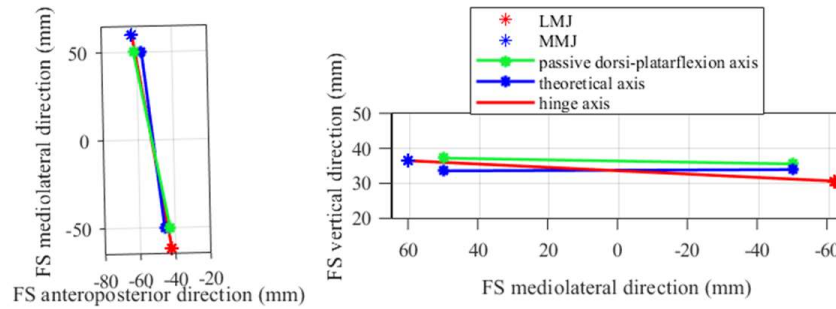 LMJ
MMJ
passive dorsi-platarflexion axis
theoretical axis
hinge axis
FS mediolateral direction (mm)
50
0
-50
-80 -60 -40 -20
FS anteroposterior direction (mm)
FS vertical direction (mm)
50
40
30
20
60 40 20 0 -20 -40 -60
FS mediolateral direction (mm)